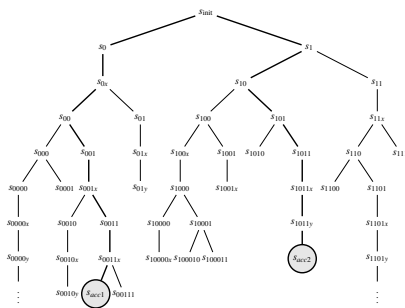 s_init
s_0 s_1
s_0x s_10 s_11
s_00 s_01 s_100 s_101 s_11x
s_000 s_001 s_01x s_100x s_1001 s_1010 s_1011 s_110 s_11
s_0000 s_0001 s_001x s_01y s_1000 s_1001x s_1011x s_1100 s_1101
s_0000x s_0010 s_0011 s_10000 s_10001 s_1011y s_1101x
s_0000y s_0010x s_0011x s_10000x s_100010 s_100011 s_acc2 s_1101y
⋮ s_0010y s_acc1 s_00111 ⋮